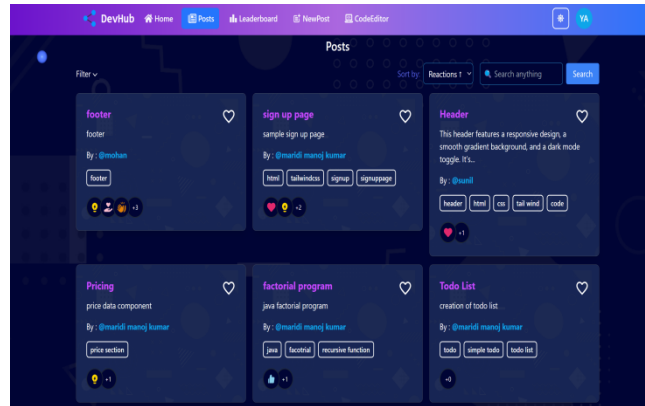 DevHub Home Posts Leaderboard NewPost CodeEditor YA
Posts
Filter Sort by: Reactions ↑ Search anything Search
footer
footer
By : @mohan
footer
+3
sign up page
sample sign up page
By : @maridi manoj kumar
html tailwindcss signup signuppage
+2
Header
This header features a responsive design, a
smooth gradient background, and a dark mode
toggle. It's...
By : @sunil
header html css tail wind code
+1
Pricing
price data component
By : @maridi manoj kumar
price section
+1
factorial program
java factorial program
By : @maridi manoj kumar
java facotrial recursive function
+1
Todo List
creation of todo list
By : @maridi manoj kumar
todo simple todo todo list
+0